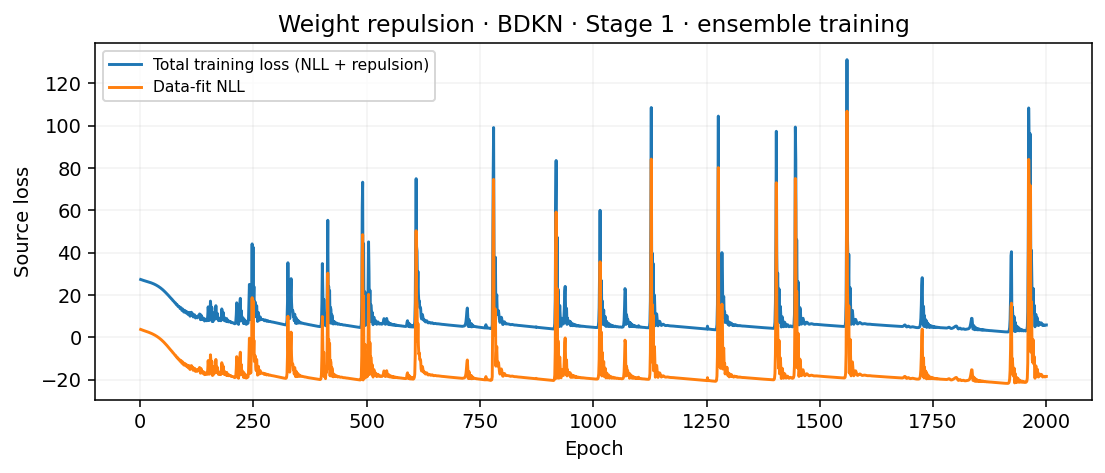 Weight repulsion · BDKN · Stage 1 · ensemble training
Total training loss (NLL + repulsion)
Data-fit NLL
Source loss
120
100
80
60
40
20
0
−20
0 250 500 750 1000 1250 1500 1750 2000
Epoch